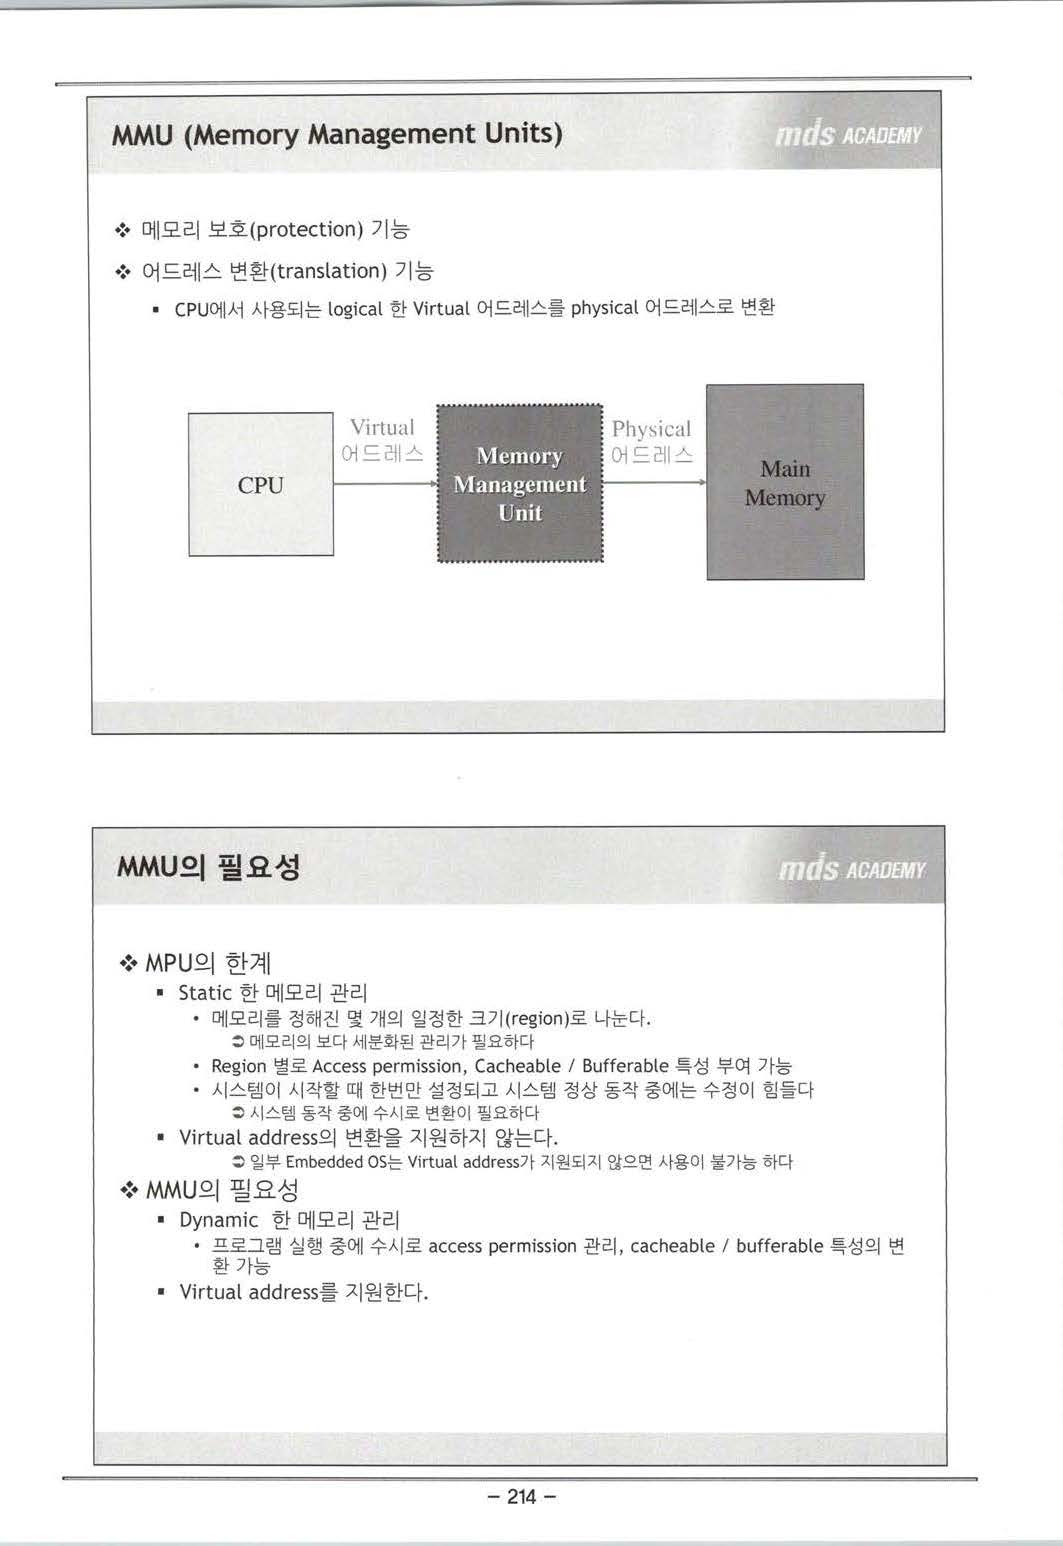 MMU (Memory Management Units)
mds ACADEMY
❖ 메모리 보호(protection) 기능
❖ 어드레스 변환(translation) 기능
▪ CPU에서 사용되는 logical 한 Virtual 어드레스를 physical 어드레스로 변환
CPU
Virtual
어드레스
Memory
Management
Unit
Physical
어드레스
Main
Memory
MMU의 필요성
mds ACADEMY
❖ MPU의 한계
▪ Static 한 메모리 관리
• 메모리를 정해진 몇 개의 일정한 크기(region)로 나눈다.
➲ 메모리의 보다 세분화된 관리가 필요하다
• Region 별로 Access permission, Cacheable / Bufferable 특성 부여 가능
• 시스템이 시작할 때 한번만 설정되고 시스템 정상 동작 중에는 수정이 힘들다
➲ 시스템 동작 중에 수시로 변환이 필요하다
▪ Virtual address의 변환을 지원하지 않는다.
➲ 일부 Embedded OS는 Virtual address가 지원되지 않으면 사용이 불가능 하다
❖ MMU의 필요성
▪ Dynamic 한 메모리 관리
• 프로그램 실행 중에 수시로 access permission 관리, cacheable / bufferable 특성의 변
환 가능
▪ Virtual address를 지원한다.
– 214 –